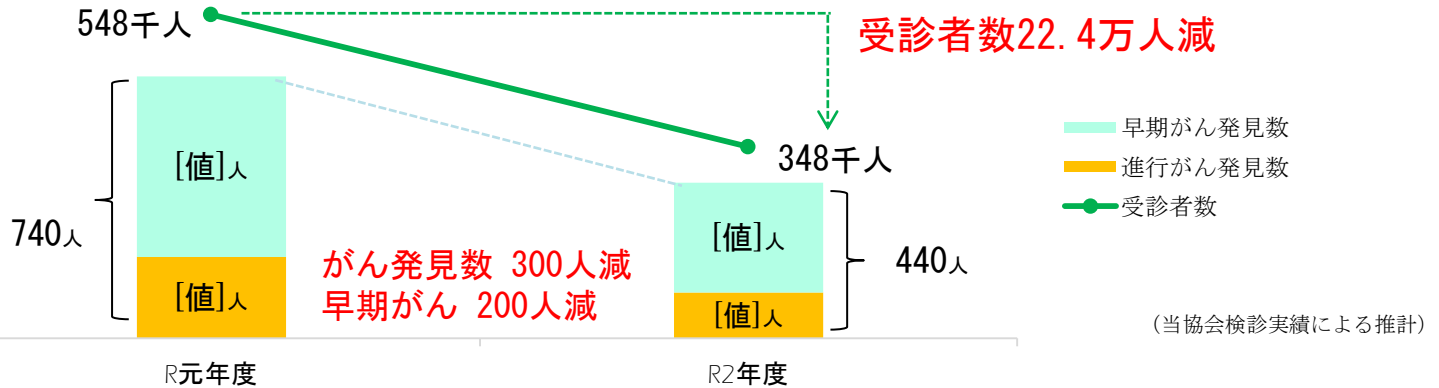 548千人
受診者数22.4万人減
早期がん発見数
進行がん発見数
受診者数
348千人
[値]人
740人
[値]人
440人
がん発見数 300人減
早期がん 200人減
[値]人
[値]人
(当協会検診実績による推計)
R元年度
R2年度